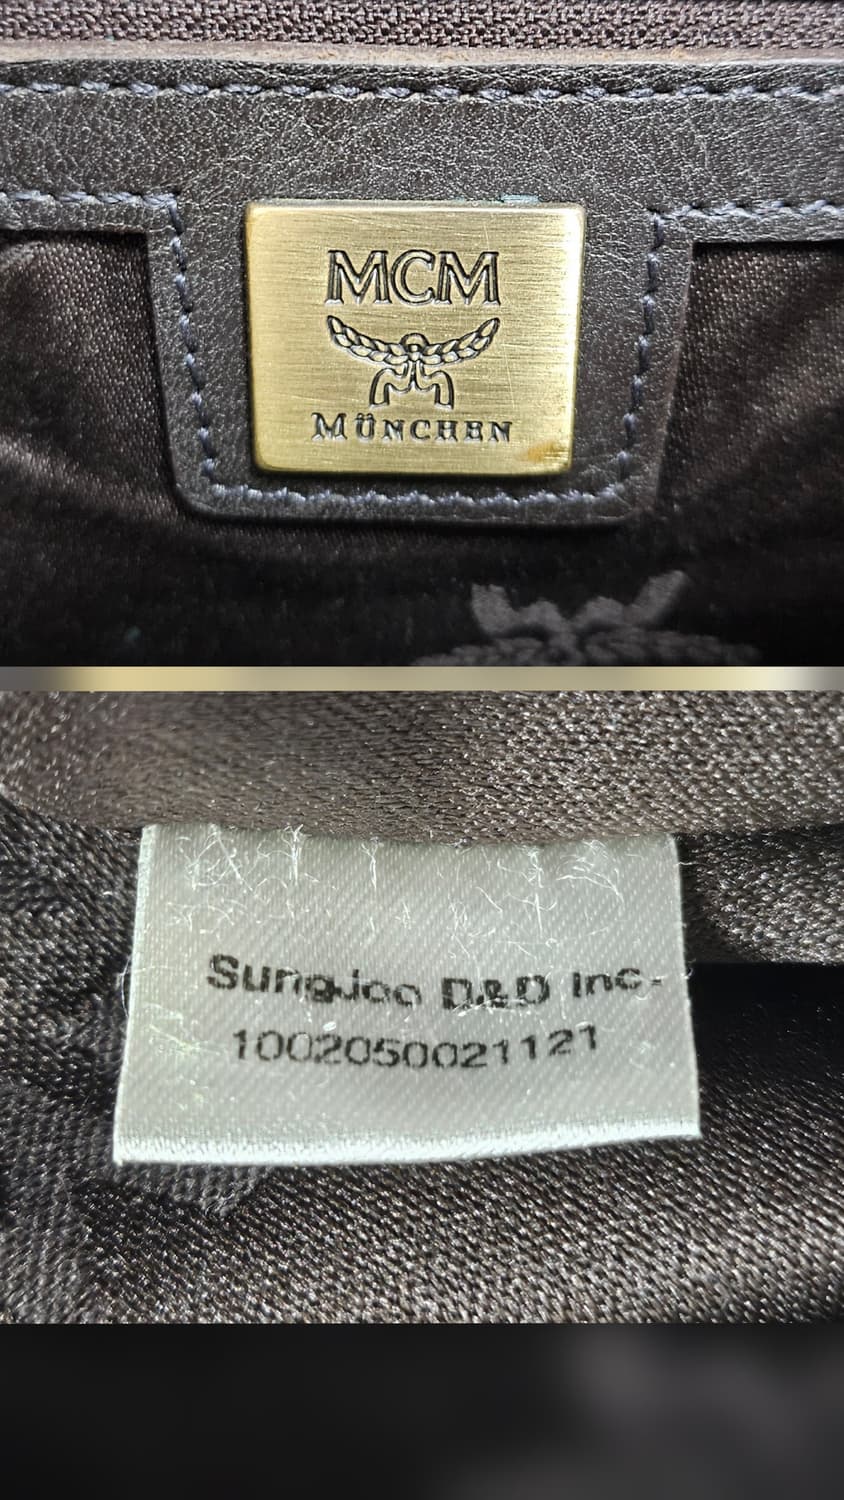 MCM
MÜNCHEN
SungJoo D&D Inc.
1002050021121